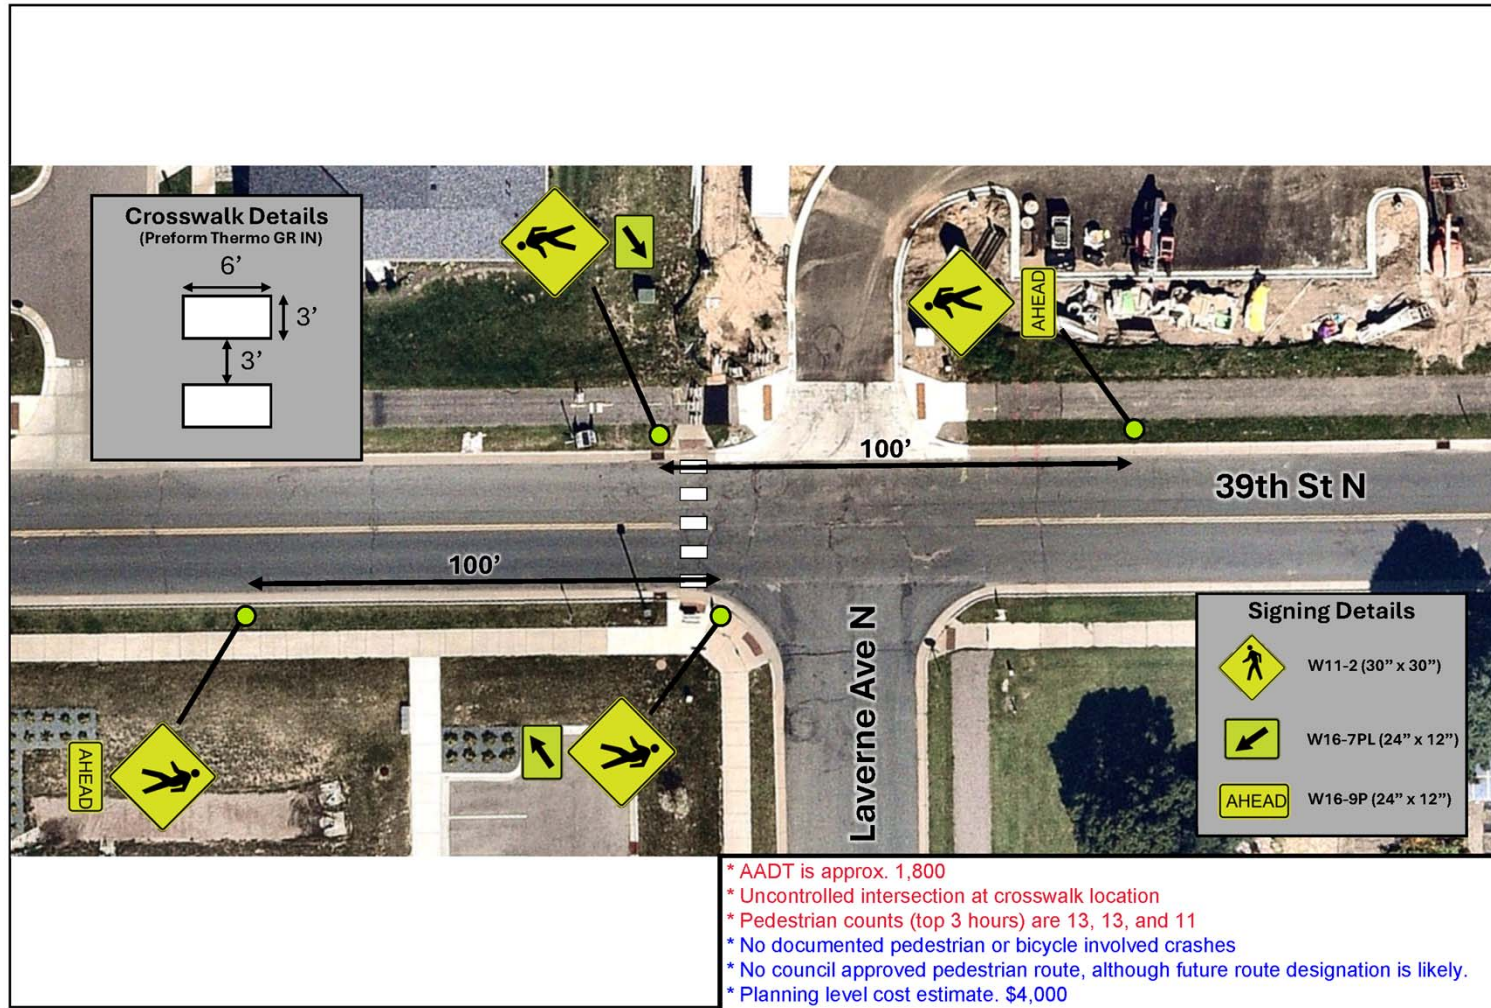 Crosswalk Details
(Preform Thermo GR IN)
6’
3’
3’
AHEAD
100’
39th St N
100’
AHEAD
Laverne Ave N
Signing Details
W11-2 (30” x 30”)
W16-7PL (24” x 12”)
AHEAD W16-9P (24” x 12”)
* AADT is approx. 1,800
* Uncontrolled intersection at crosswalk location
* Pedestrian counts (top 3 hours) are 13, 13, and 11
* No documented pedestrian or bicycle involved crashes
* No council approved pedestrian route, although future route designation is likely.
* Planning level cost estimate. $4,000